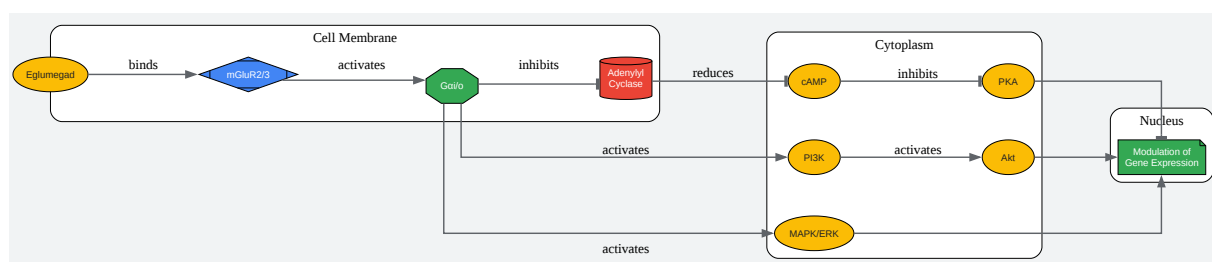 Cell Membrane
Cytoplasm
Eglumegad
binds
mGluR2/3
activates
Gαi/o
inhibits
Adenylyl
Cyclase
reduces
cAMP
inhibits
PKA
Nucleus
activates
PI3K
activates
Akt
Modulation of
Gene Expression
activates
MAPK/ERK